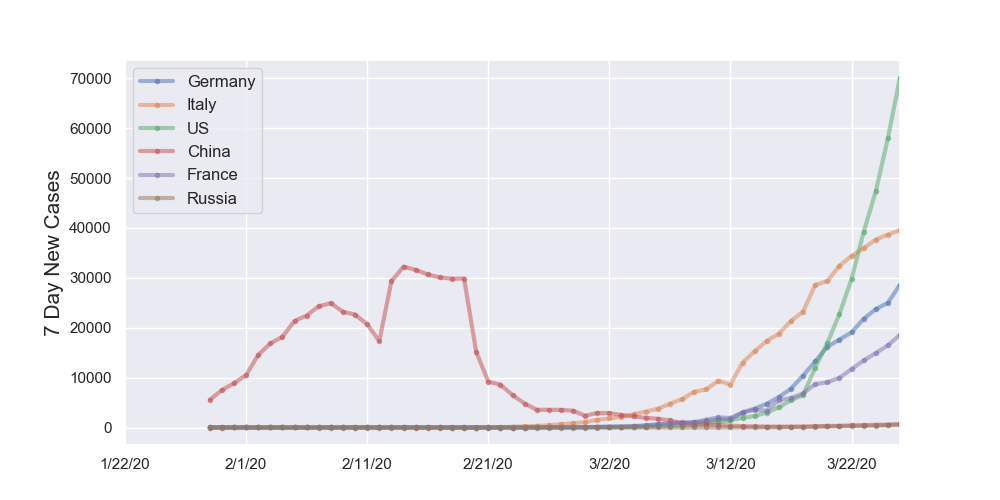 70000
60000
50000
40000
30000
20000
10000
0
7 Day New Cases
Germany
Italy
US
China
France
Russia
1/22/20
2/1/20
2/11/20
2/21/20
3/2/20
3/12/20
3/22/20